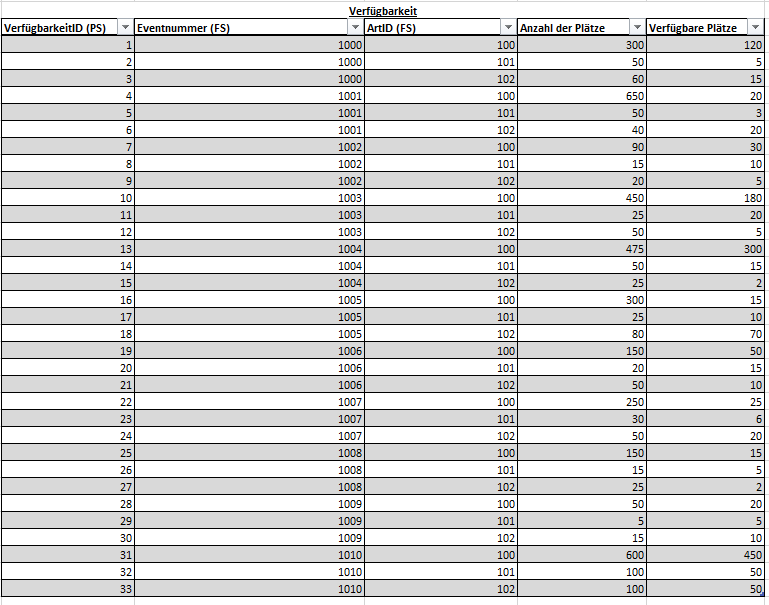 Verfügbarkeit
VerfügbarkeitID (PS) Eventnummer (FS) ArtID (FS) Anzahl der Plätze Verfügbare Plätze
1 1000 100 300 120
2 1000 101 50 5
3 1000 102 60 15
4 1001 100 650 20
5 1001 101 50 3
6 1001 102 40 20
7 1002 100 90 30
8 1002 101 15 10
9 1002 102 20 5
10 1003 100 450 180
11 1003 101 25 20
12 1003 102 50 5
13 1004 100 475 300
14 1004 101 50 15
15 1004 102 25 2
16 1005 100 300 15
17 1005 101 25 10
18 1005 102 80 70
19 1006 100 150 50
20 1006 101 20 15
21 1006 102 50 10
22 1007 100 250 25
23 1007 101 30 6
24 1007 102 50 20
25 1008 100 150 15
26 1008 101 15 5
27 1008 102 25 2
28 1009 100 50 20
29 1009 101 5 5
30 1009 102 15 10
31 1010 100 600 450
32 1010 101 100 50
33 1010 102 100 50